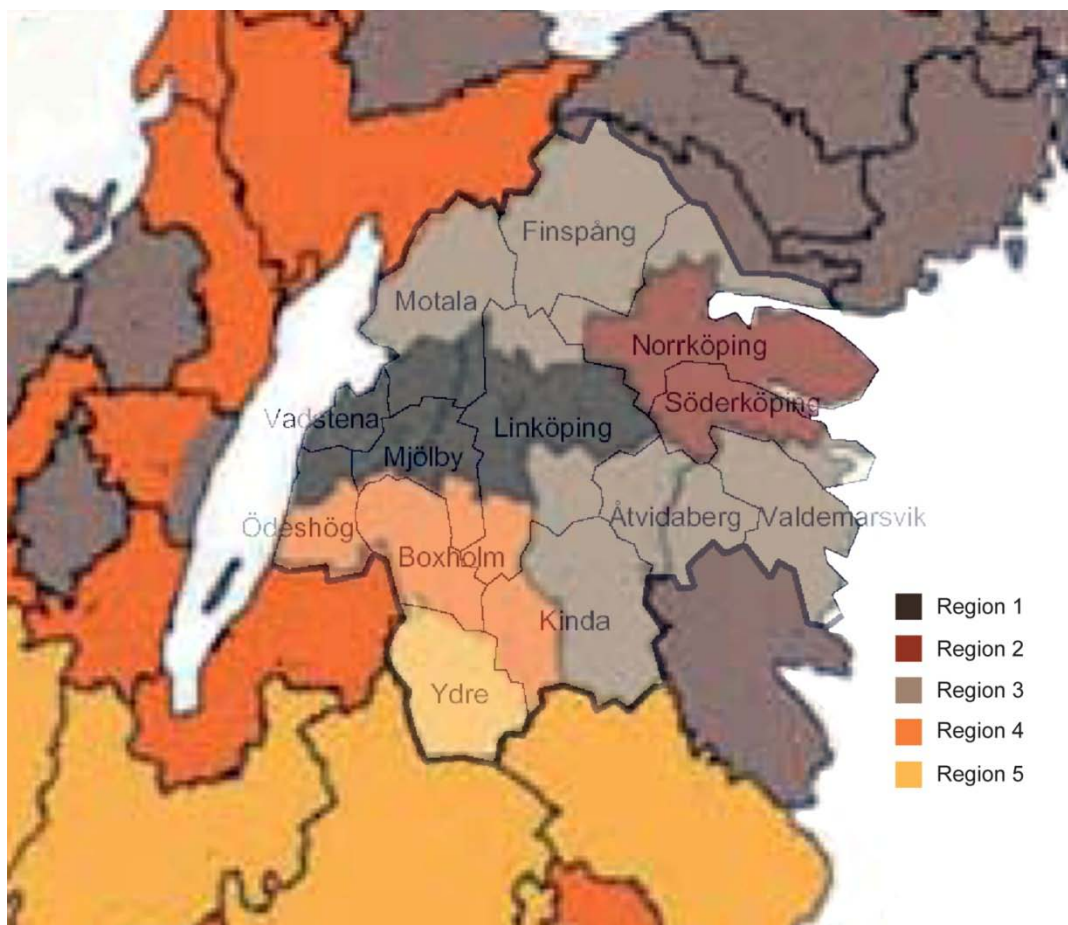 Finspång
Motala
Norrköping
Söderköping
Vadstena
Linköping
Mjölby
Ödeshög
Åtvidaberg
Valdemarsvik
Boxholm
Kinda
Ydre
Region 1
Region 2
Region 3
Region 4
Region 5